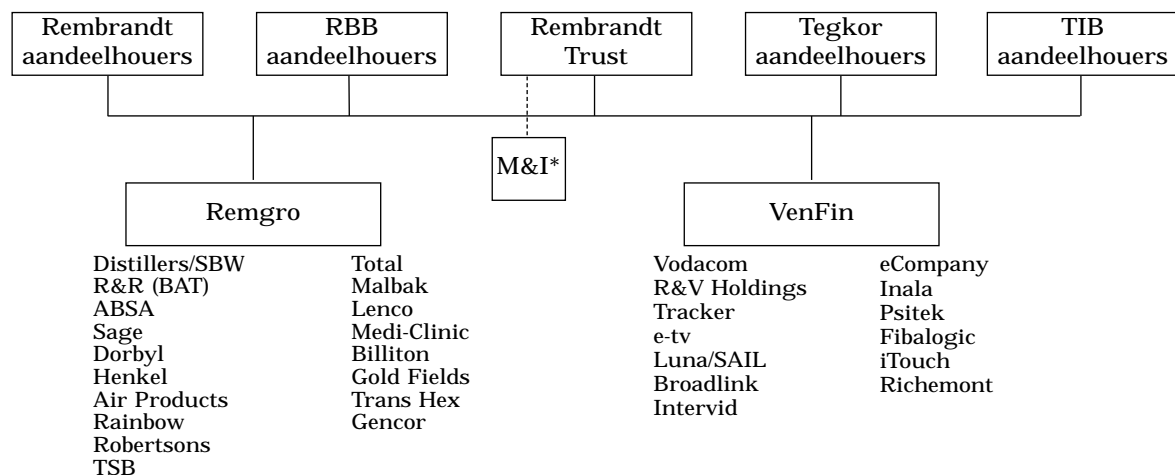 Rembrandt
aandeelhouers
RBB
aandeelhouers
Rembrandt
Trust
Tegkor
aandeelhouers
TIB
aandeelhouers
M&I*
Remgro
VenFin
Distillers/SBW
R&R (BAT)
ABSA
Sage
Dorbyl
Henkel
Air Products
Rainbow
Robertsons
TSB
Total
Malbak
Lenco
Medi-Clinic
Billiton
Gold Fields
Trans Hex
Gencor
Vodacom
R&V Holdings
Tracker
e-tv
Luna/SAIL
Broadlink
Intervid
eCompany
Inala
Psitek
Fibalogic
iTouch
Richemont